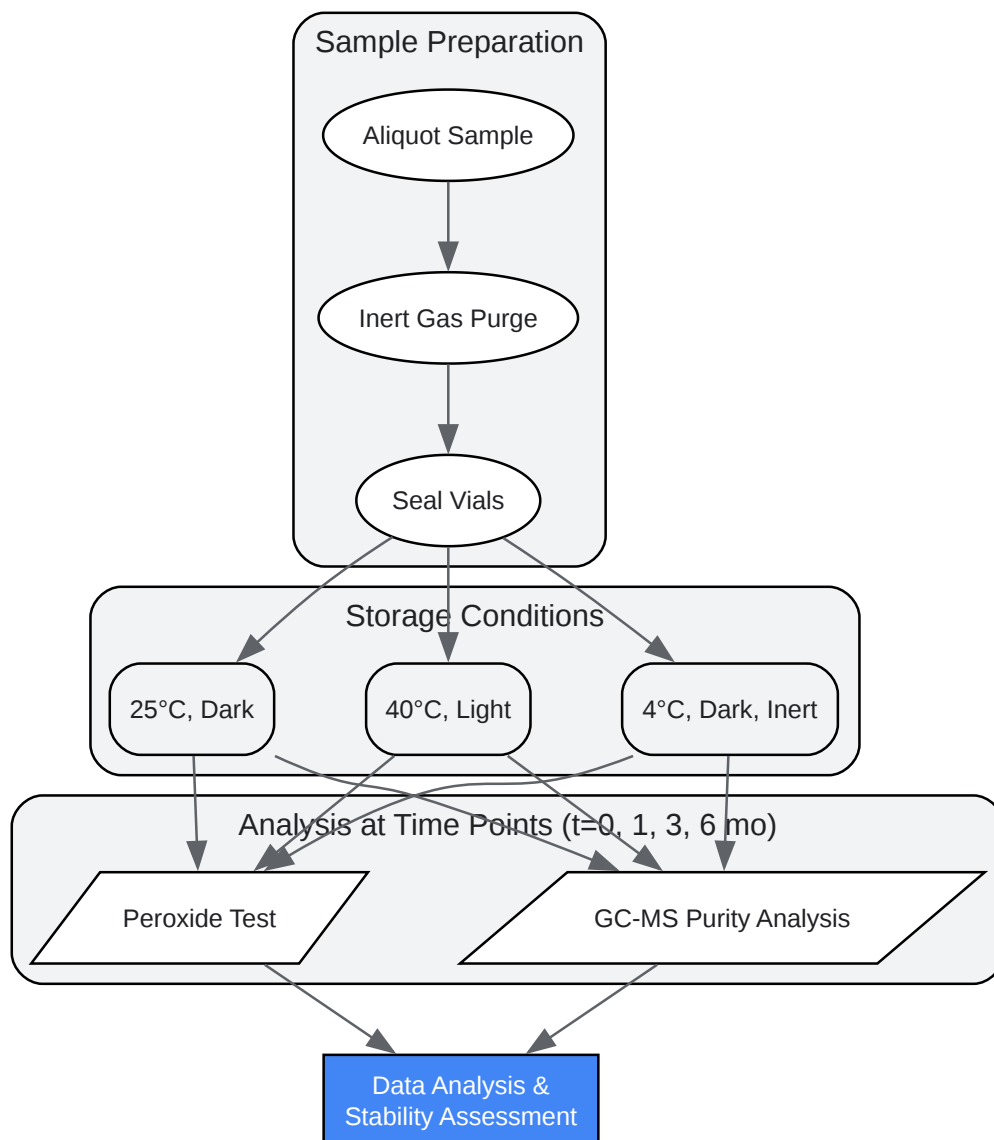 Sample Preparation
Aliquot Sample
Inert Gas Purge
Seal Vials
Storage Conditions
25°C, Dark
40°C, Light
4°C, Dark, Inert
Analysis at Time Points (t=0, 1, 3, 6 mo)
Peroxide Test
GC-MS Purity Analysis
Data Analysis &
Stability Assessment